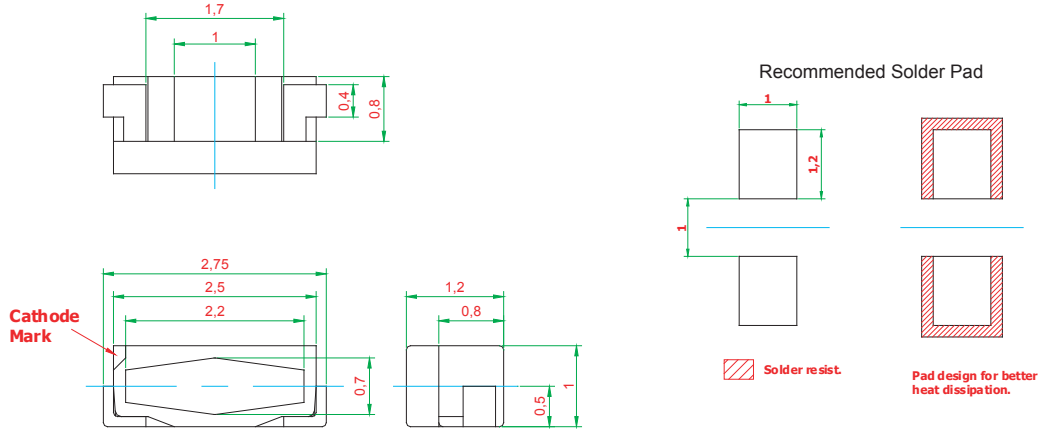 1,7
1
0,4
0,8
Recommended Solder Pad
1
1,2
1
2,75
2,5
2,2
Cathode
Mark
0,7
1,2
0,8
0,5
1
Solder resist.
Pad design for better
heat dissipation.